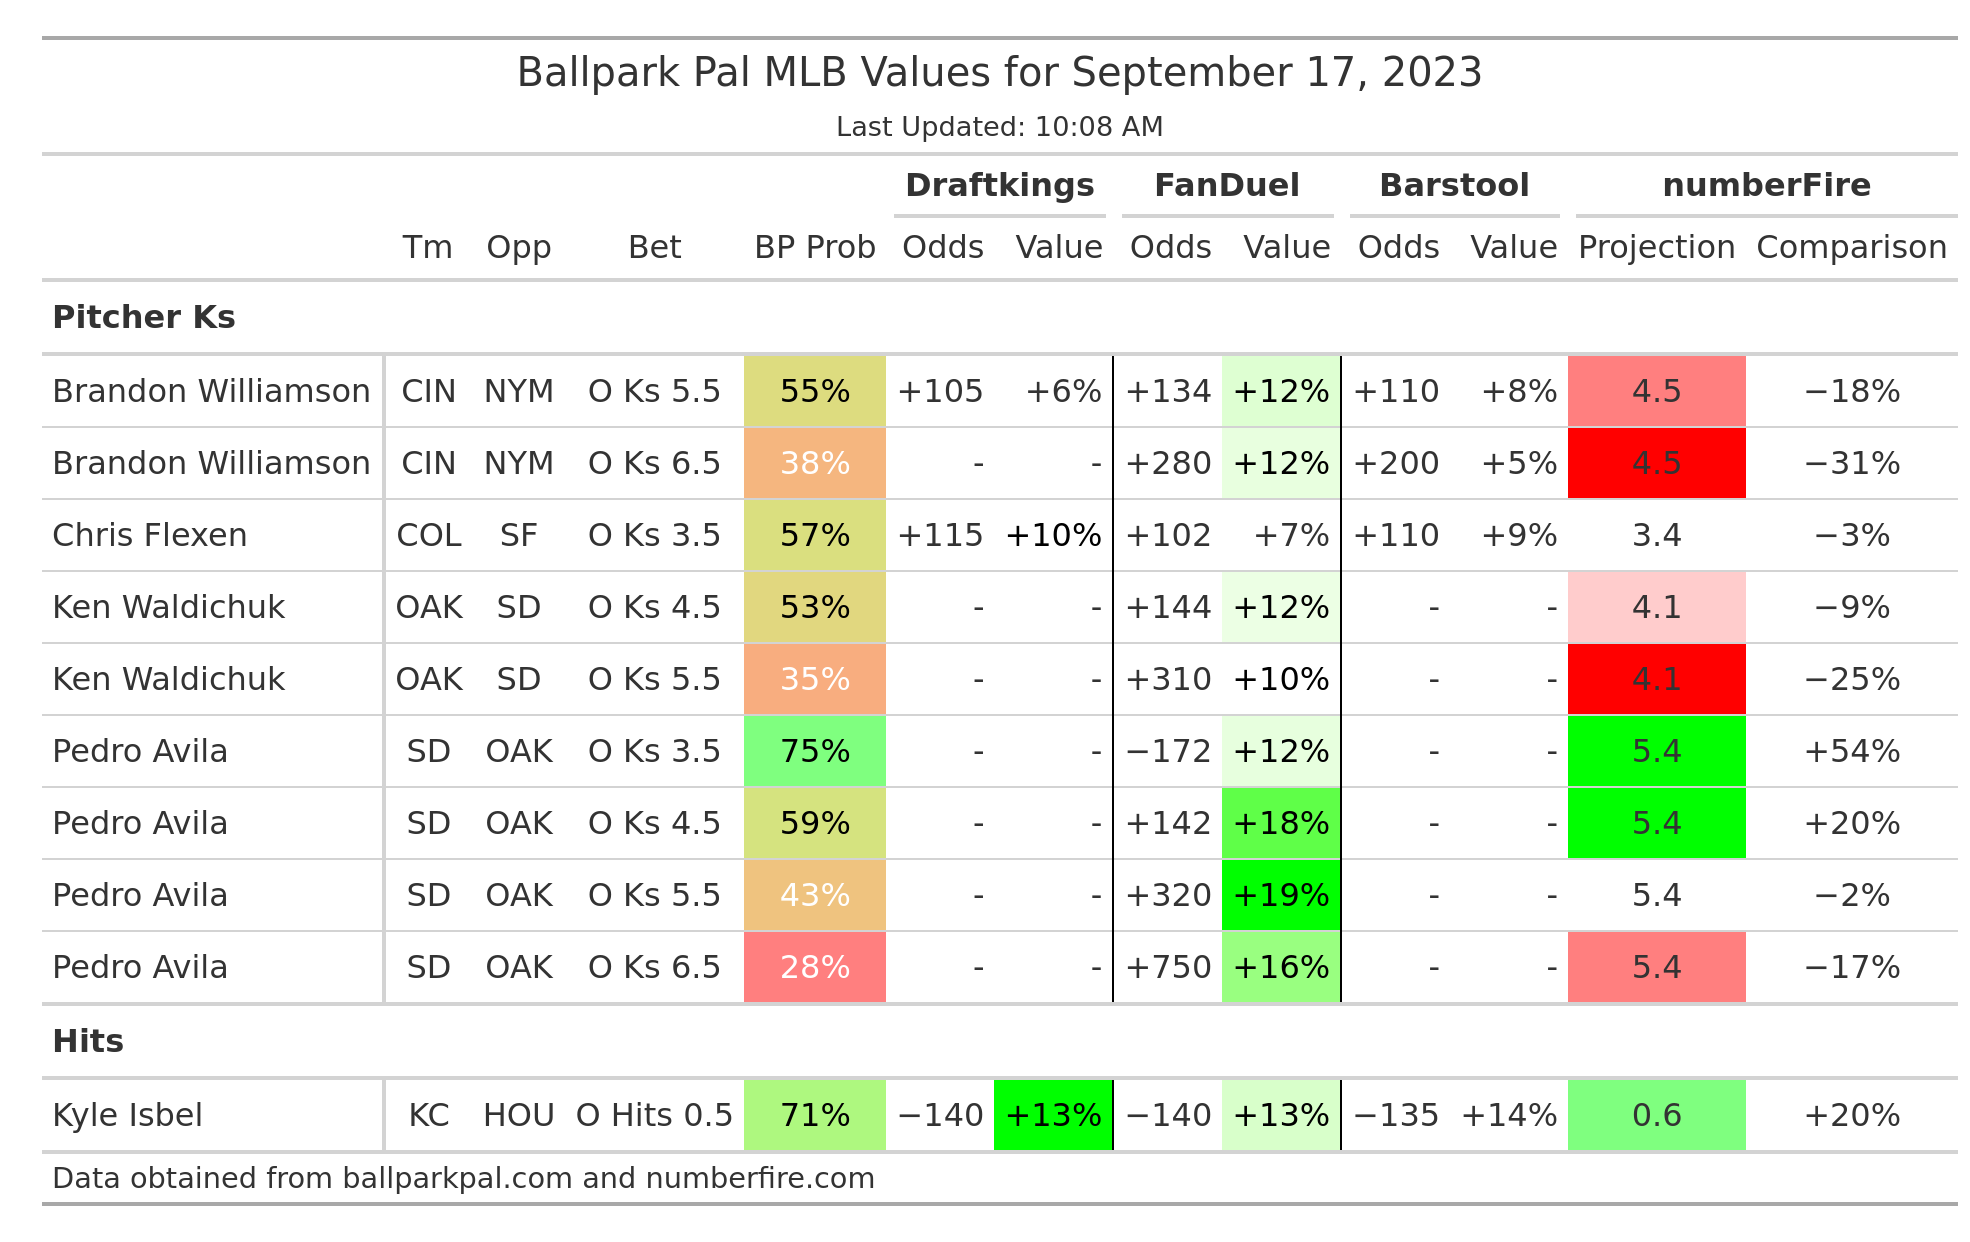 Ballpark Pal MLB Values for September 17, 2023
Last Updated: 10:08 AM
Draftkings FanDuel Barstool numberFire
Tm Opp Bet BP Prob Odds Value Odds Value Odds Value Projection Comparison
Pitcher Ks
Brandon Williamson CIN NYM O Ks 5.5 55% +105 +6% +134 +12% +110 +8% 4.5 −18%
Brandon Williamson CIN NYM O Ks 6.5 38% - - +280 +12% +200 +5% 4.5 −31%
Chris Flexen COL SF O Ks 3.5 57% +115 +10% +102 +7% +110 +9% 3.4 −3%
Ken Waldichuk OAK SD O Ks 4.5 53% - - +144 +12% - - 4.1 −9%
Ken Waldichuk OAK SD O Ks 5.5 35% - - +310 +10% - - 4.1 −25%
Pedro Avila SD OAK O Ks 3.5 75% - - −172 +12% - - 5.4 +54%
Pedro Avila SD OAK O Ks 4.5 59% - - +142 +18% - - 5.4 +20%
Pedro Avila SD OAK O Ks 5.5 43% - - +320 +19% - - 5.4 −2%
Pedro Avila SD OAK O Ks 6.5 28% - - +750 +16% - - 5.4 −17%
Hits
Kyle Isbel KC HOU O Hits 0.5 71% −140 +13% −140 +13% −135 +14% 0.6 +20%
Data obtained from ballparkpal.com and numberfire.com